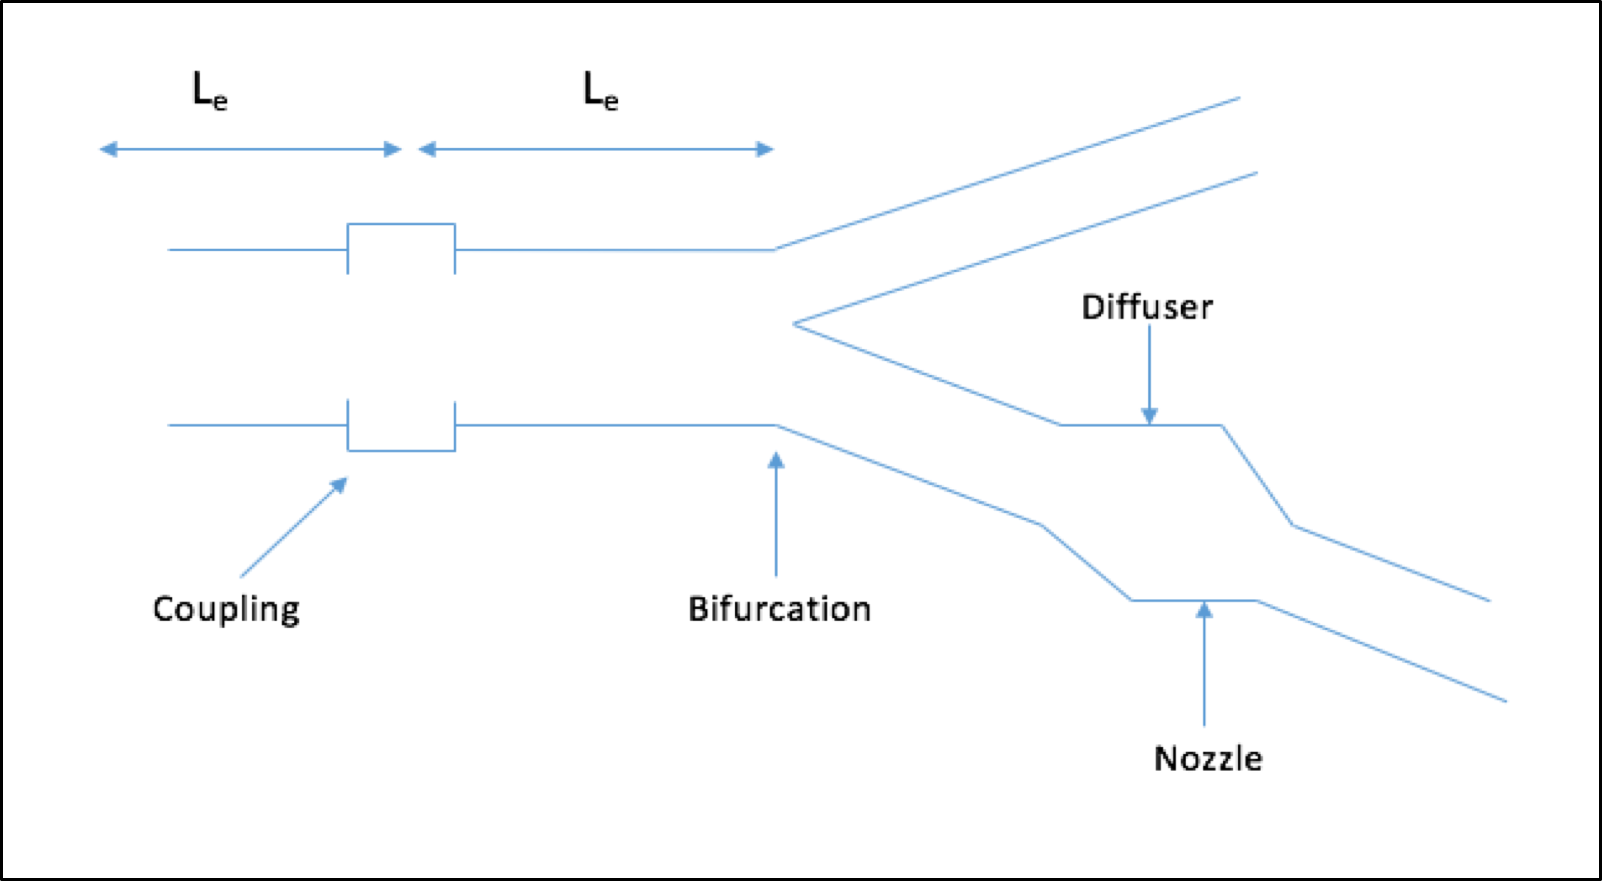 Le
Le
Diffuser
Coupling
Bifurcation
Nozzle